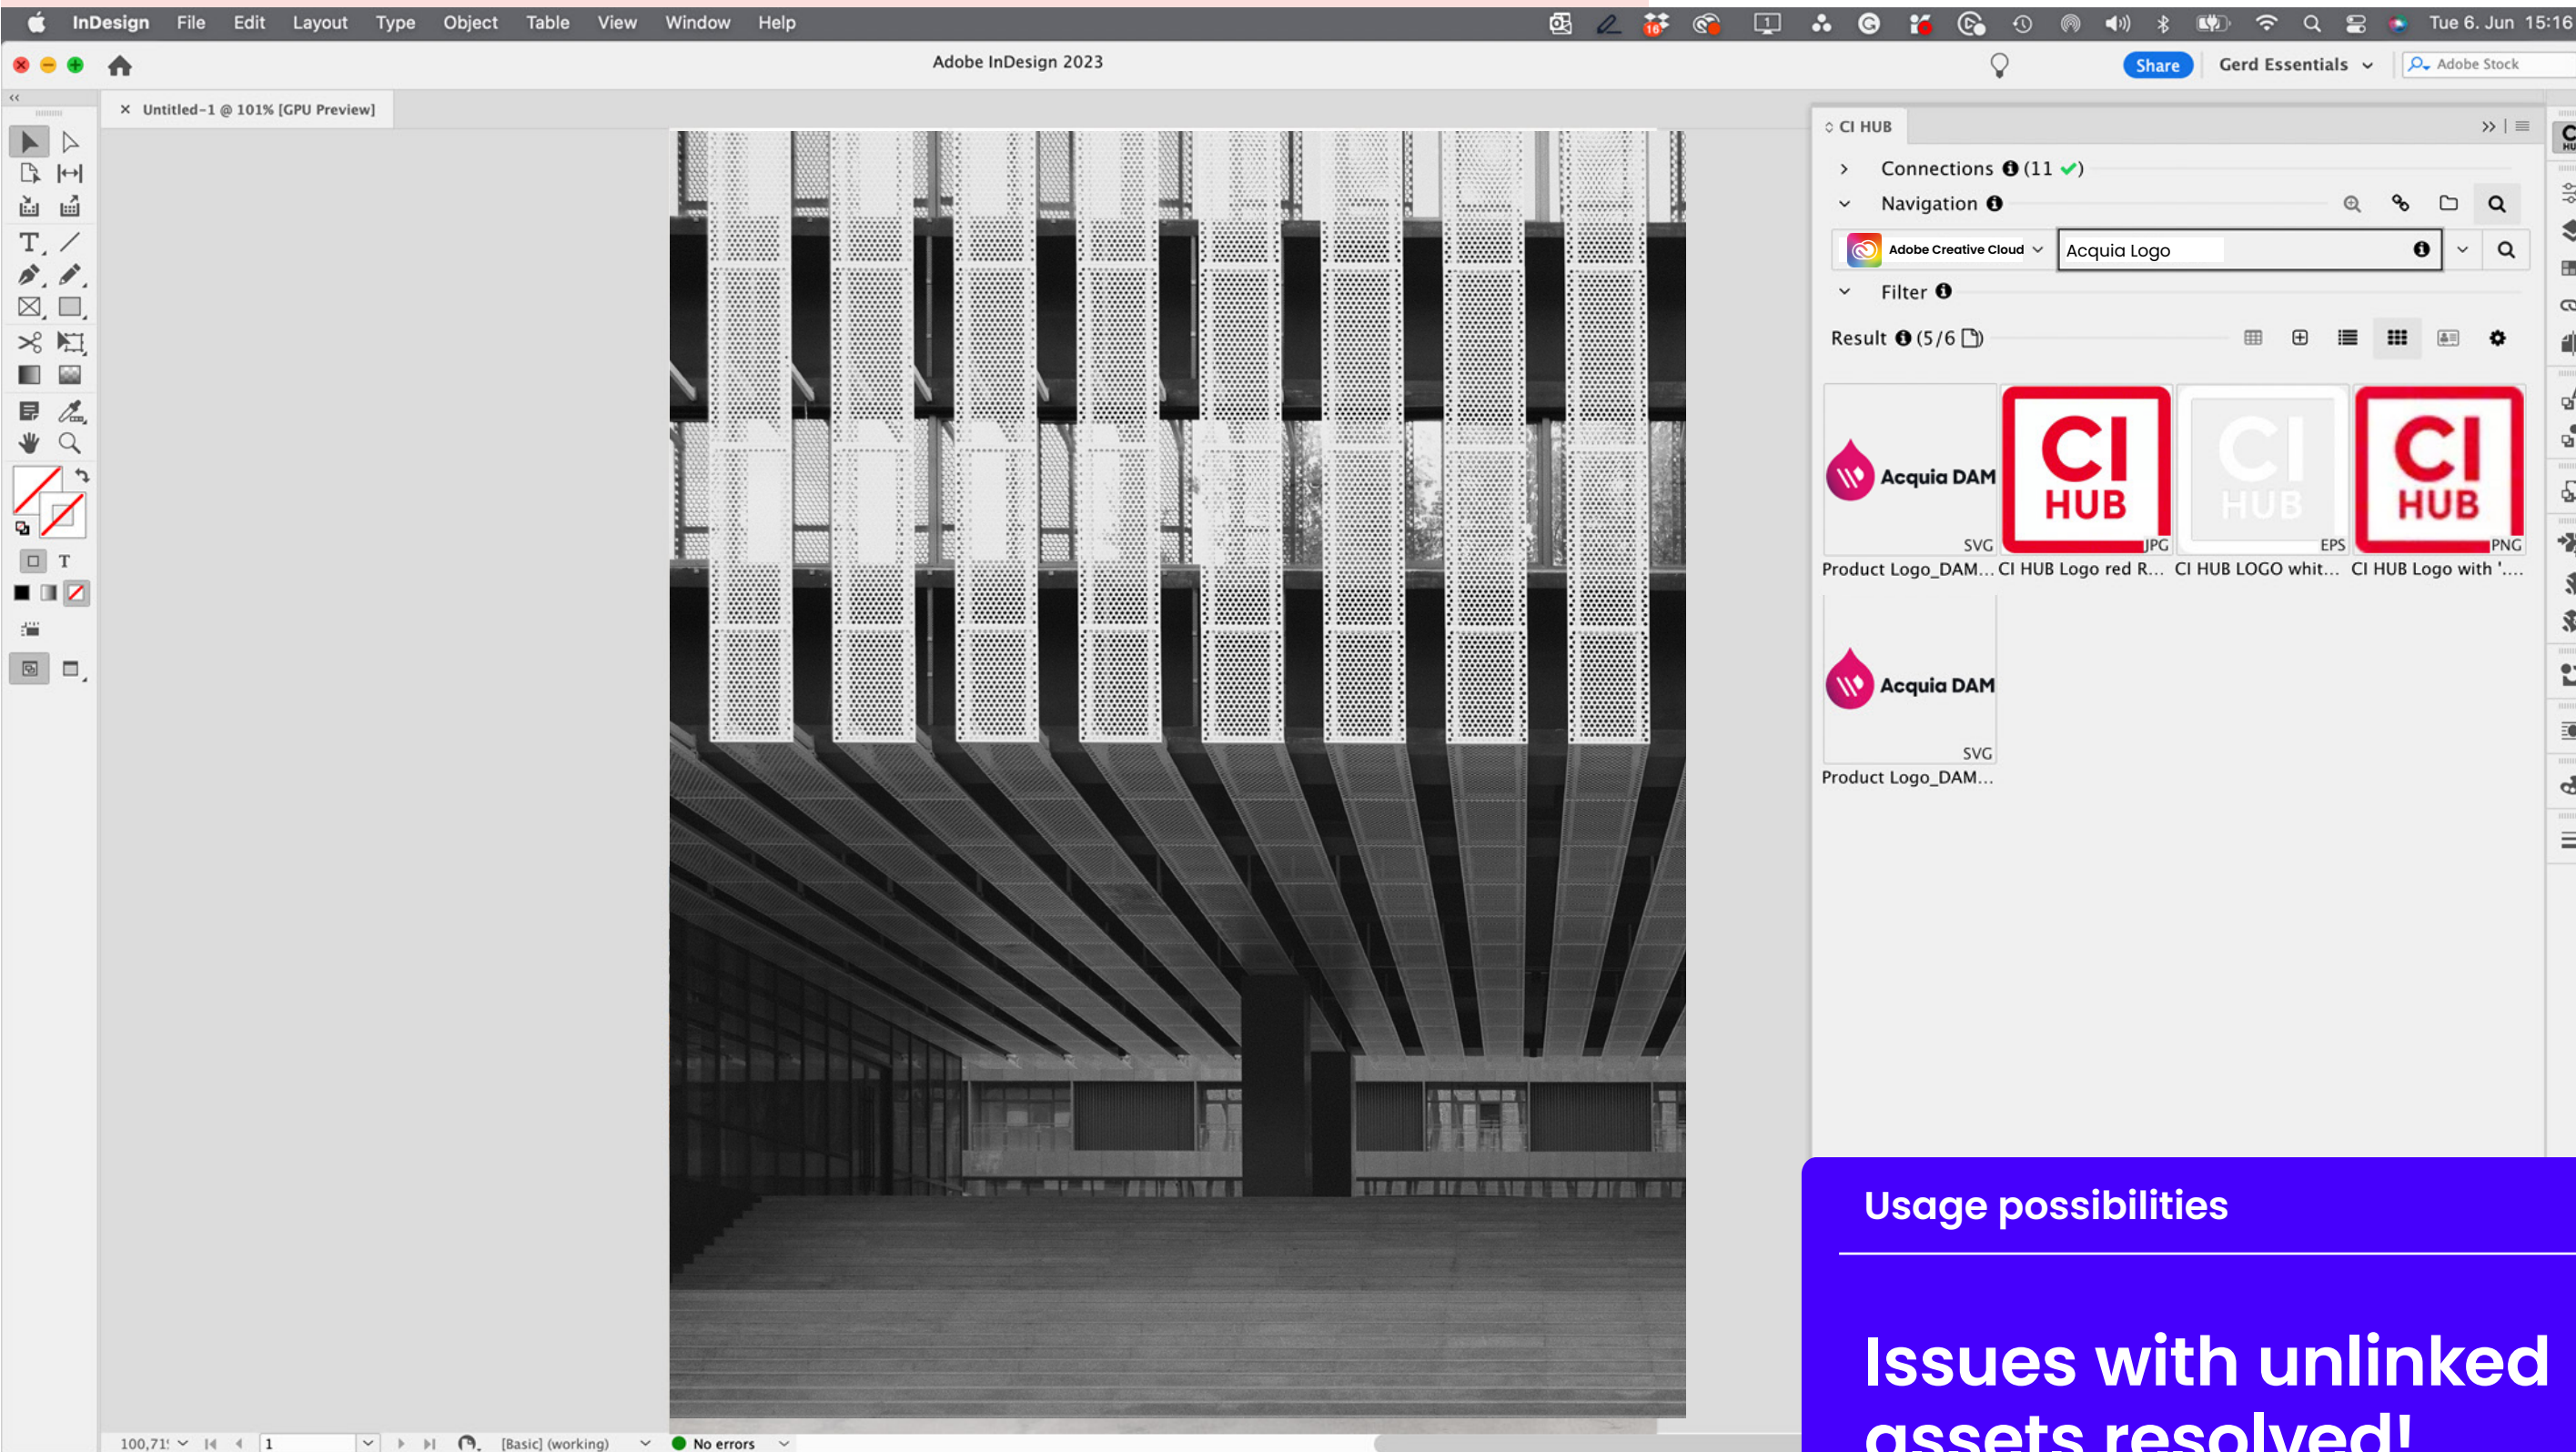 InDesign File Edit Layout Type Object Table View Window Help
16 1 Tue 6. Jun 15:16
Adobe InDesign 2023
Share Gerd Essentials Adobe Stock
Untitled-1 @ 101% [GPU Preview]
CI HUB
Connections (11 ✔)
Navigation
Adobe Creative Cloud Acquia Logo
Filter
Result (5/6)
Acquia DAM
SVG
CI
HUB
JPG
CI
HUB
EPS
CI
HUB
PNG
Product Logo_DAM... CI HUB Logo red R... CI HUB LOGO whit... CI HUB Logo with '....
Acquia DAM
SVG
Product Logo_DAM...
Usage possibilities
Issues with unlinked
assets resolved!
1 [Basic] (working) No errors